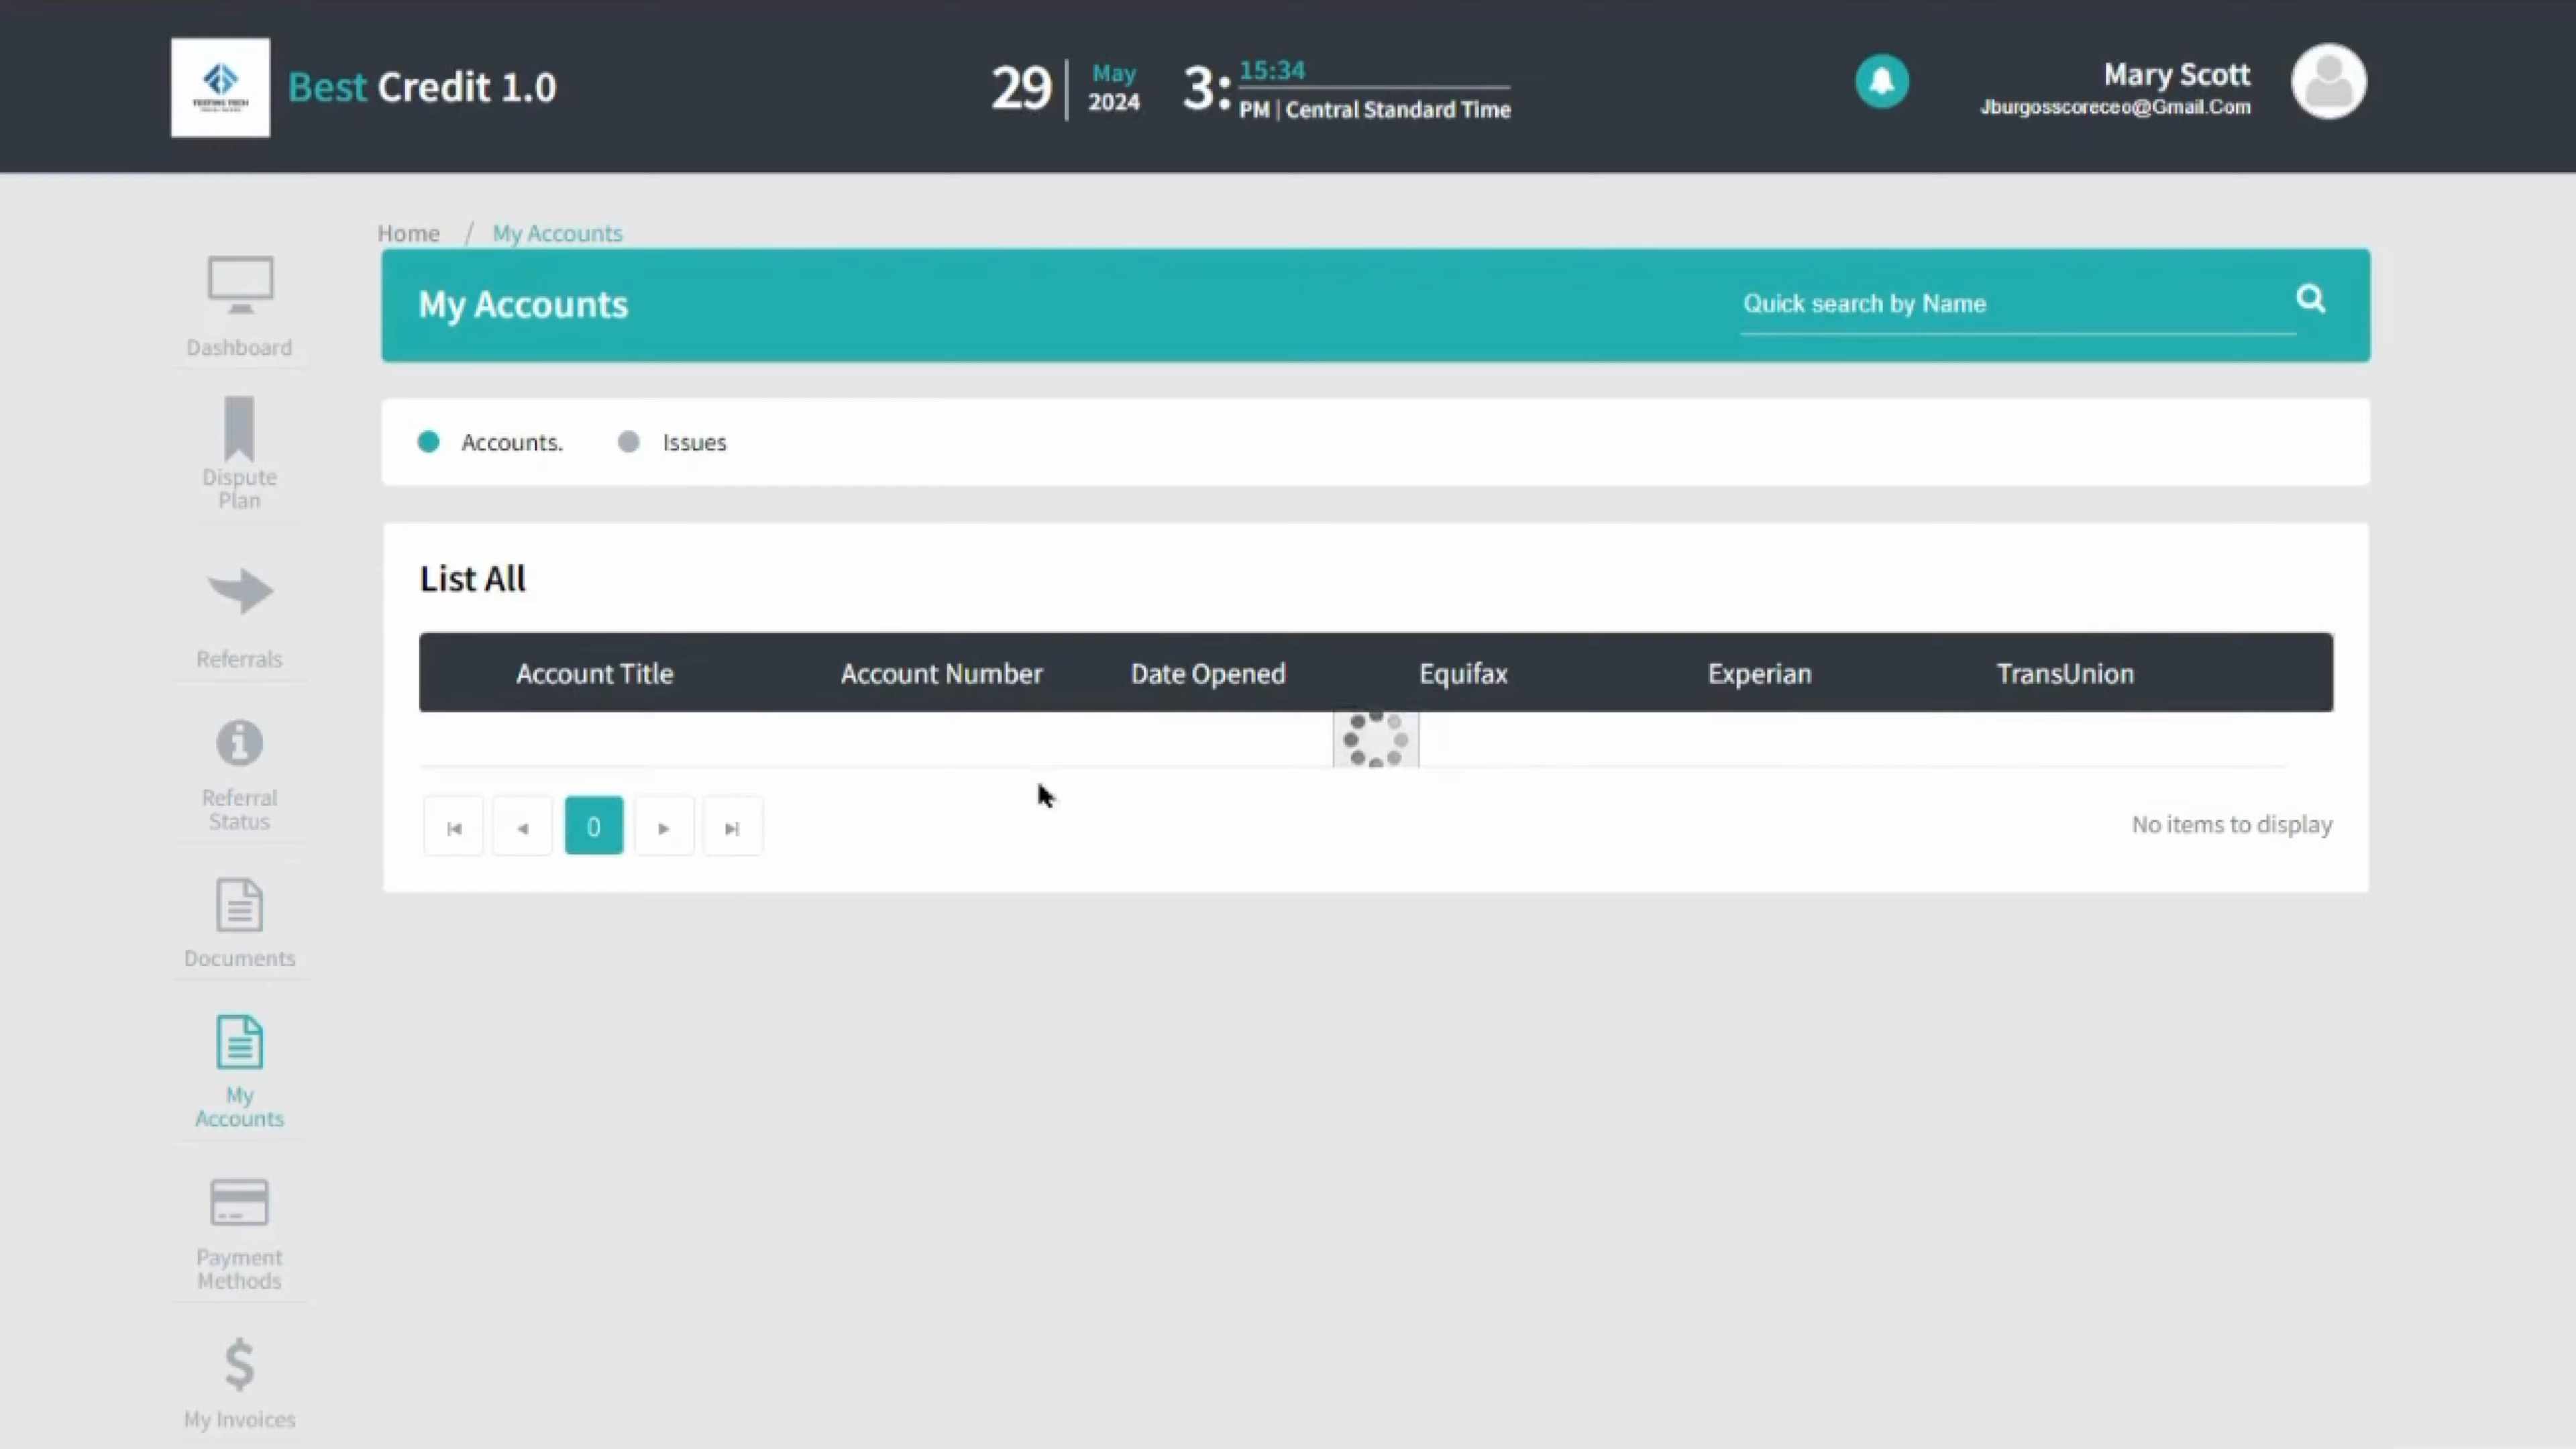 TESTING TECH
Best Credit 1.0
29
May
2024
3:
15:34
PM | Central Standard Time
Mary Scott
Jburgosscoreceo@Gmail.Com
Home / My Accounts
My Accounts
Quick search by Name
Accounts.
Issues
List All
Account Title
Account Number
Date Opened
Equifax
Experian
TransUnion
0
No items to display
Dashboard
Dispute
Plan
Referrals
Referral
Status
Documents
My
Accounts
Payment
Methods
My Invoices